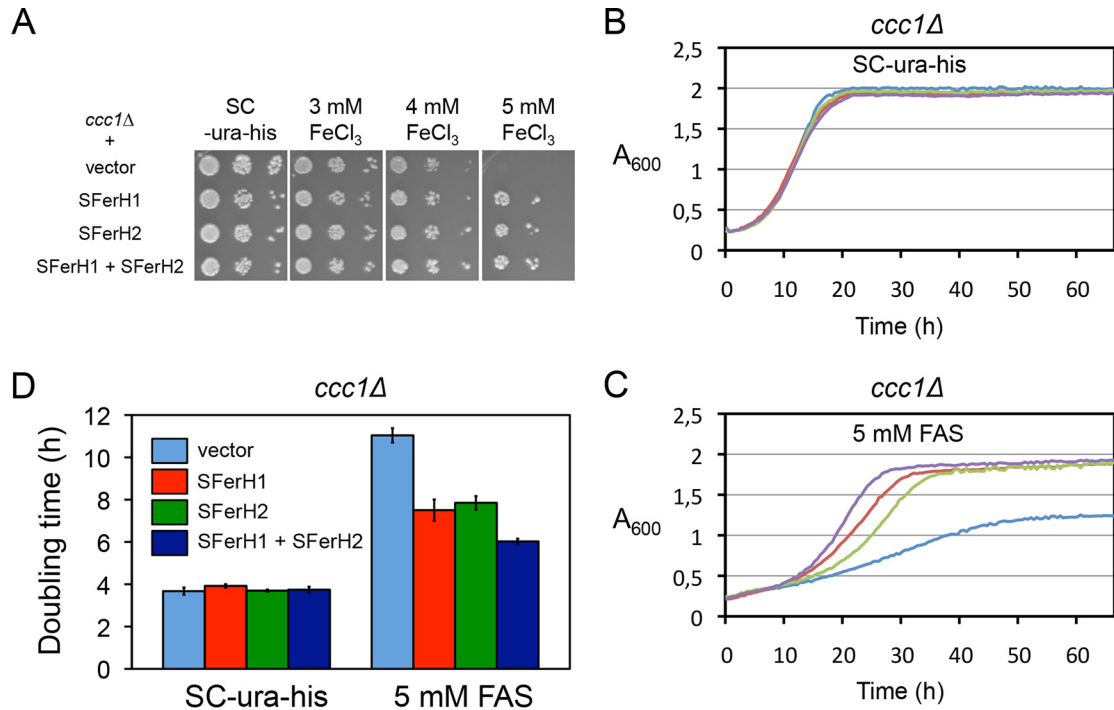 A
ccc1Δ
+
vector
SFerH1
SFerH2
SFerH1 + SFerH2
SC
-ura-his
3 mM
FeCl₃
4 mM
FeCl₃
5 mM
FeCl₃
B
ccc1Δ
SC-ura-his
A₆₀₀
2,5
2
1,5
1
0,5
0
0 10 20 30 40 50 60
Time (h)
D
ccc1Δ
Doubling time (h)
12
10
8
6
4
2
0
vector
SFerH1
SFerH2
SFerH1 + SFerH2
SC-ura-his 5 mM FAS
C
ccc1Δ
5 mM FAS
A₆₀₀
2,5
2
1,5
1
0,5
0
0 10 20 30 40 50 60
Time (h)